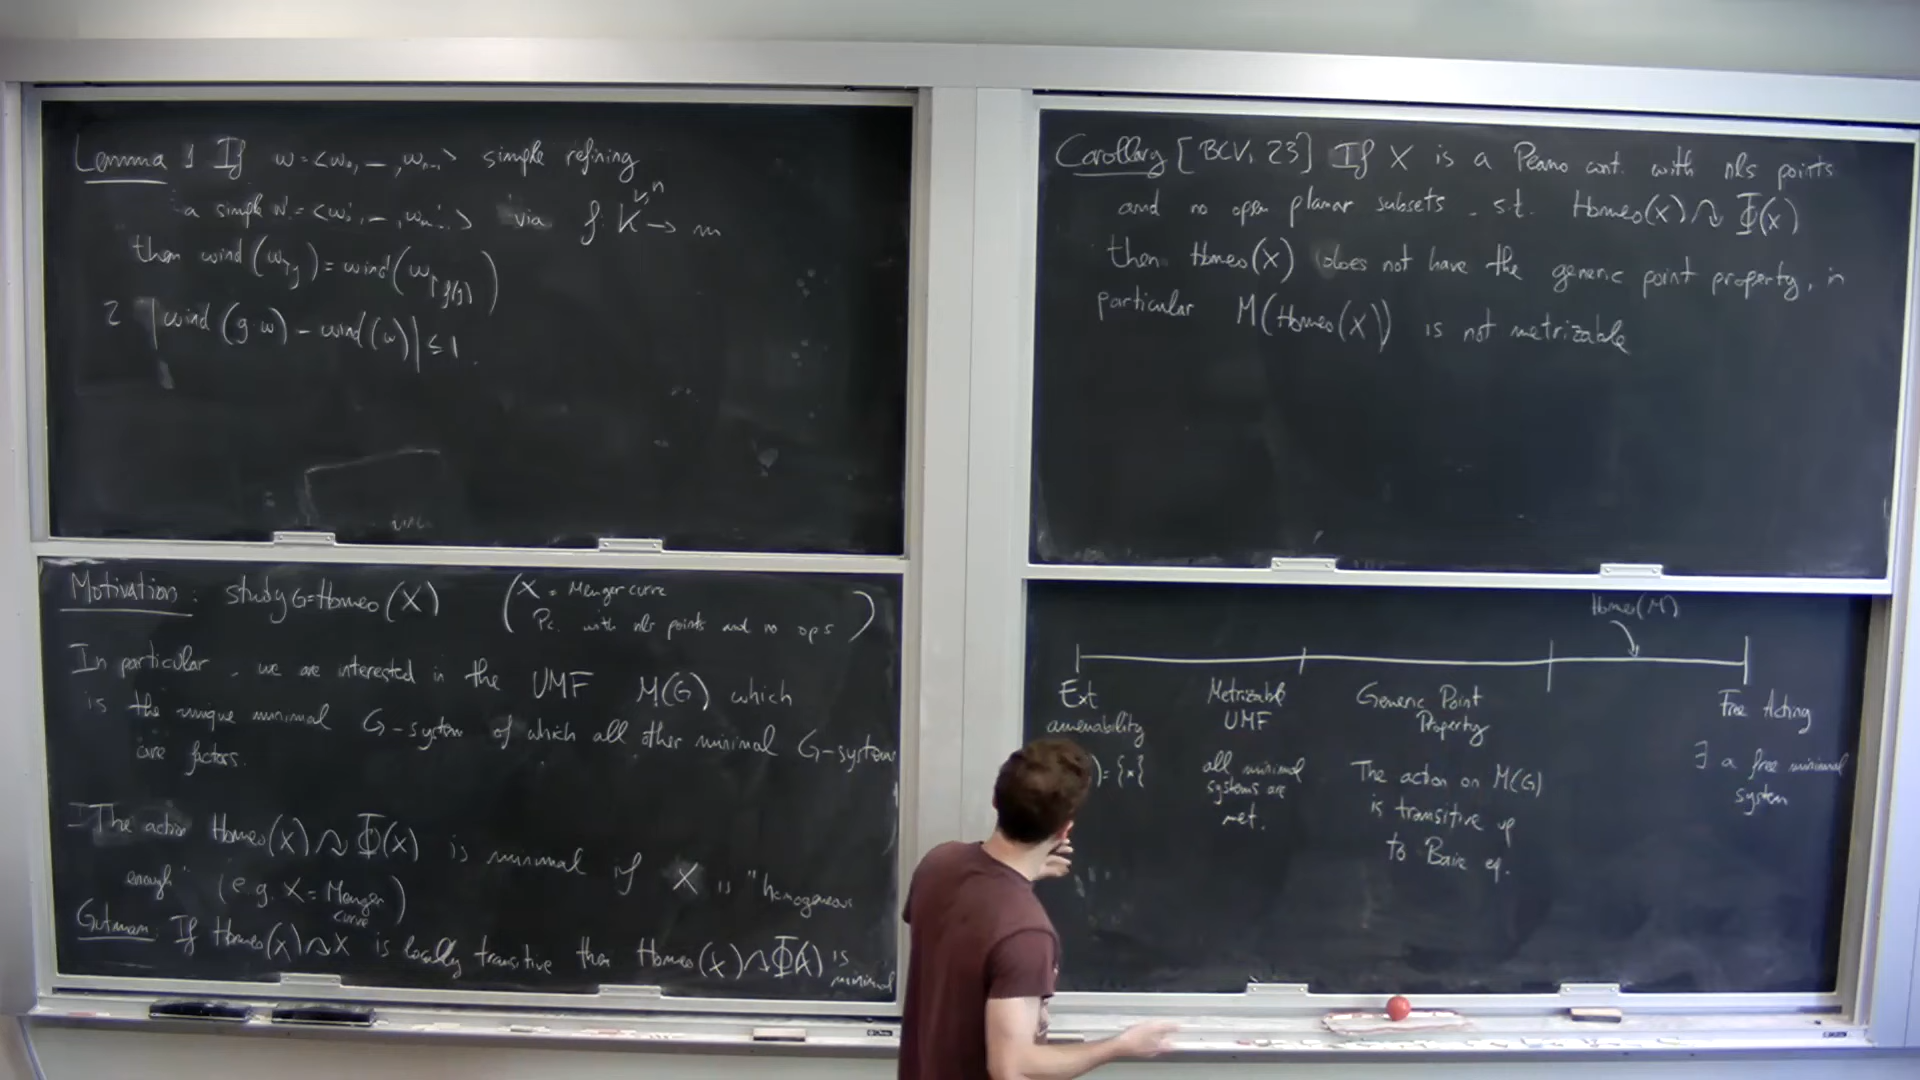 Lemma 1 If w = <w₀, –, wₙ₋₁> simple refining
a simple w' = <w'₀, –, w'ₘ₋₁> via f: K → m
then wind(w↾J) = wind(w↾f(J))
2 |wind(g·w) – wind(w)| ≤ 1
Motivation: study G=Homeo(X) (X = Menger curve
Pc. with nls points and no ops)
In particular, we are interested in the UMF M(G) which
is the unique minimal G-system of which all other minimal G-system
are factors.
The action Homeo(X)↷Φ(X) is minimal if X is "homogeneous
enough" (e.g. X = Menger
curve)
Gutman: If Homeo(X)↷X is locally transitive then Homeo(X)↷Φ(X) is
minimal
Corollary [BCV, 23] If X is a Peano cont. with nls points
and no open planar subsets s.t. Homeo(X)↷Φ(X)
then Homeo(X) does not have the generic point property, in
particular M(Homeo(X)) is not metrizable
Homeo(M)
Ext
amenability
) = {*}
Metrizable
UMF
all minimal
systems are
met.
Generic Point
Property
The action on M(G)
is transitive up
to Baire eq.
Free Acting
∃ a free minimal
system